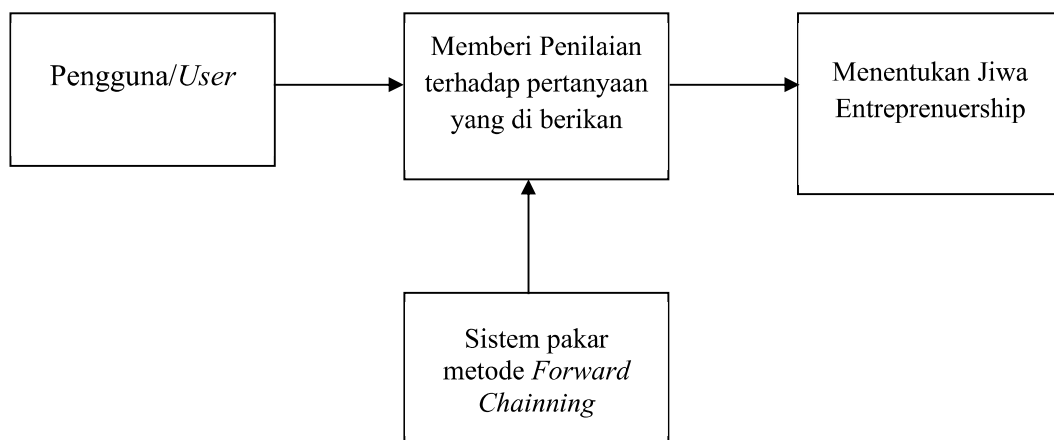 Pengguna/User
Memberi Penilaian
terhadap pertanyaan
yang di berikan
Menentukan Jiwa
Entreprenuership
Sistem pakar
metode Forward
Chainning